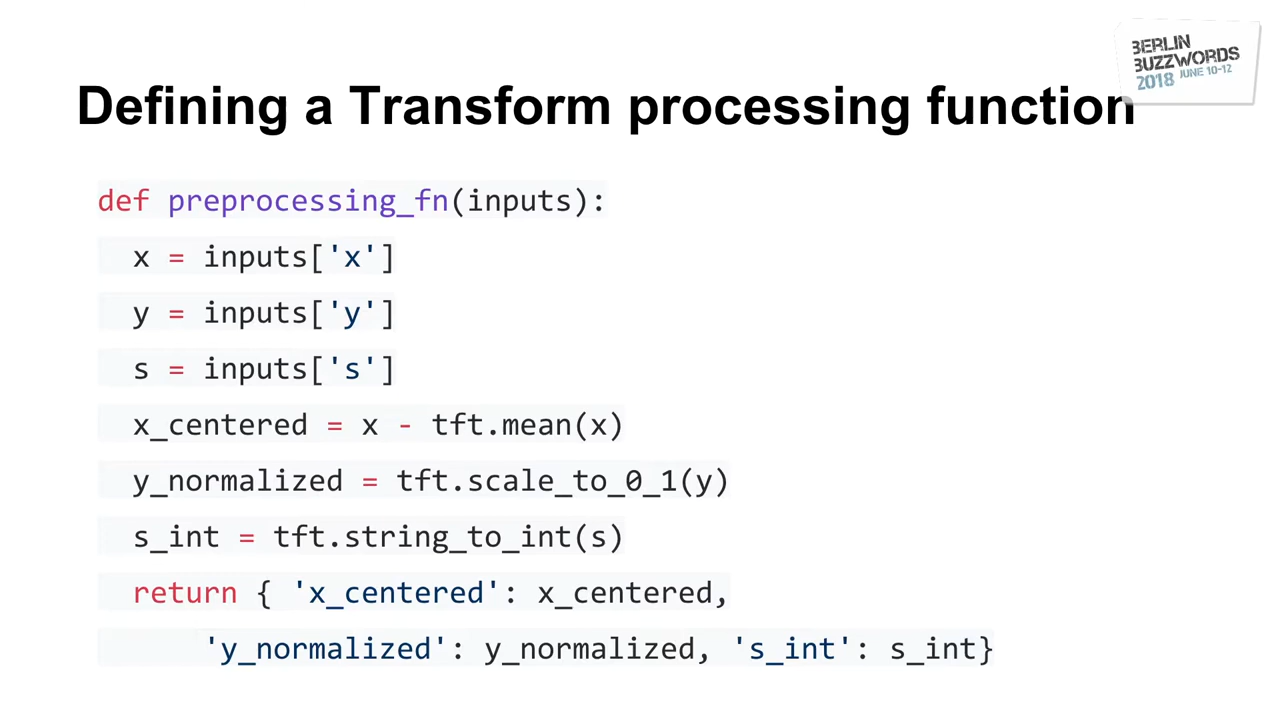 BERLIN
BUZZWORDS
2018 JUNE 10-12
Defining a Transform processing function
def preprocessing_fn(inputs):
x = inputs['x']
y = inputs['y']
s = inputs['s']
x_centered = x - tft.mean(x)
y_normalized = tft.scale_to_0_1(y)
s_int = tft.string_to_int(s)
return { 'x_centered': x_centered,
'y_normalized': y_normalized, 's_int': s_int}